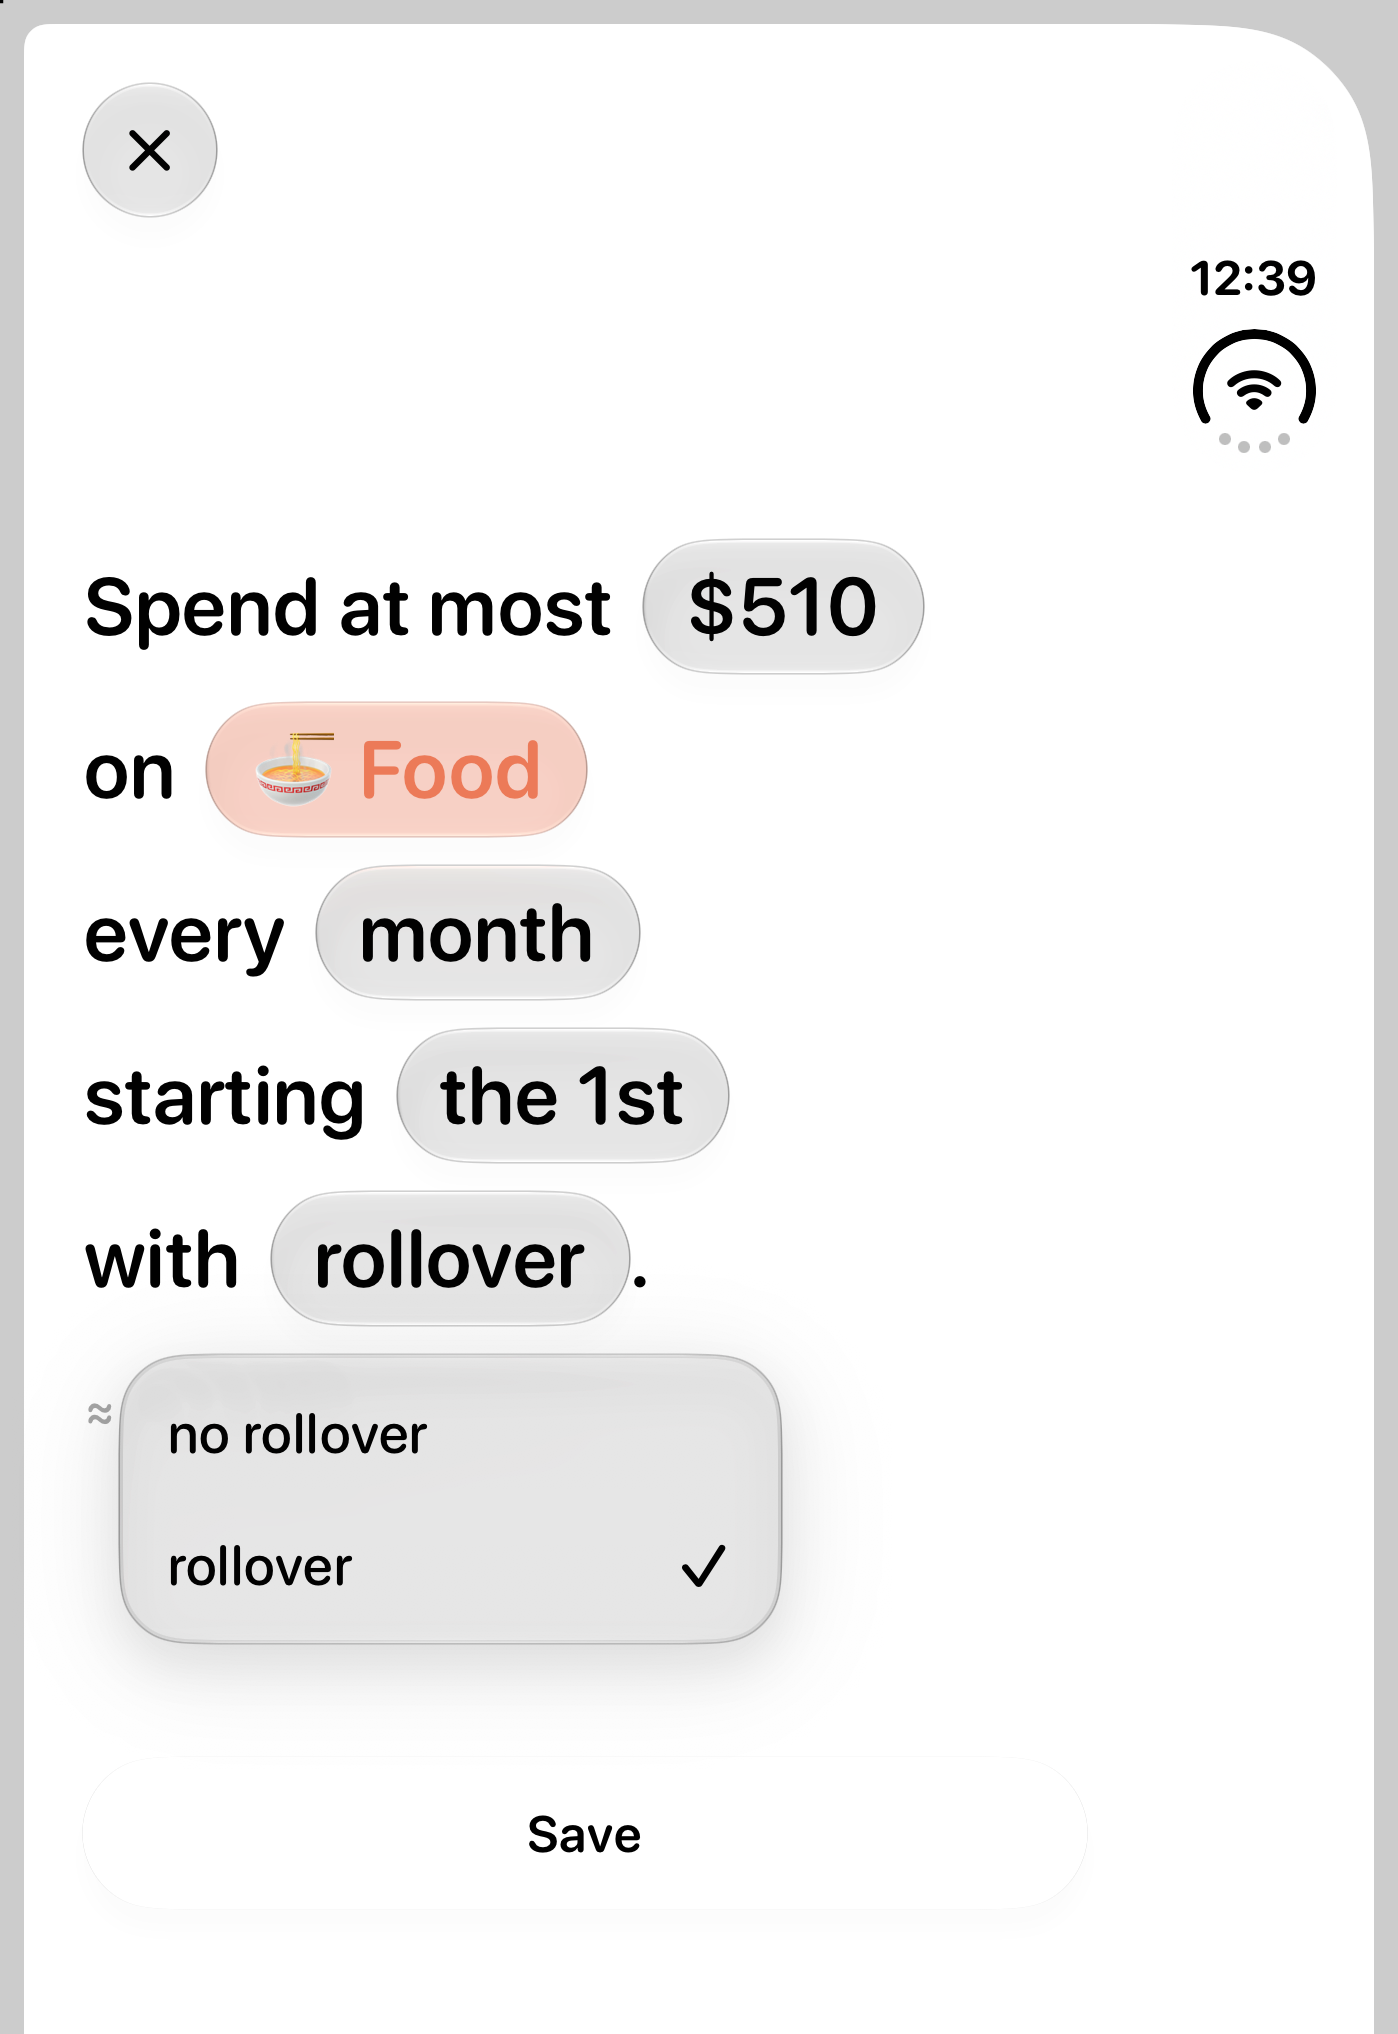 12:39
Spend at most $510
on 🍜 Food
every month
starting the 1st
with rollover.
≈
no rollover
rollover ✓
Save